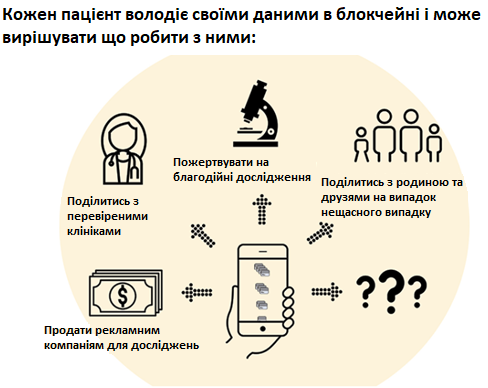 Кожен пацієнт володіє своїми даними в блокчейні і може
вирішувати що робити з ними:
Пожертвувати на
благодійні дослідження
Поділитись з
перевіреними
клініками
Поділитись з родиною та
друзями на випадок
нещасного випадку
Продати рекламним
компаніям для досліджень
???